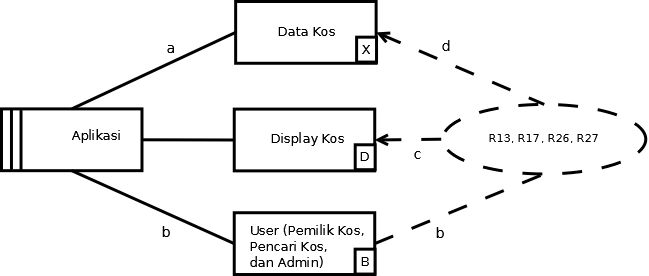 Data Kos
X
a
d
Aplikasi
Display Kos
D
c
R13, R17, R26, R27
b
User (Pemilik Kos,
Pencari Kos,
dan Admin)
B
b